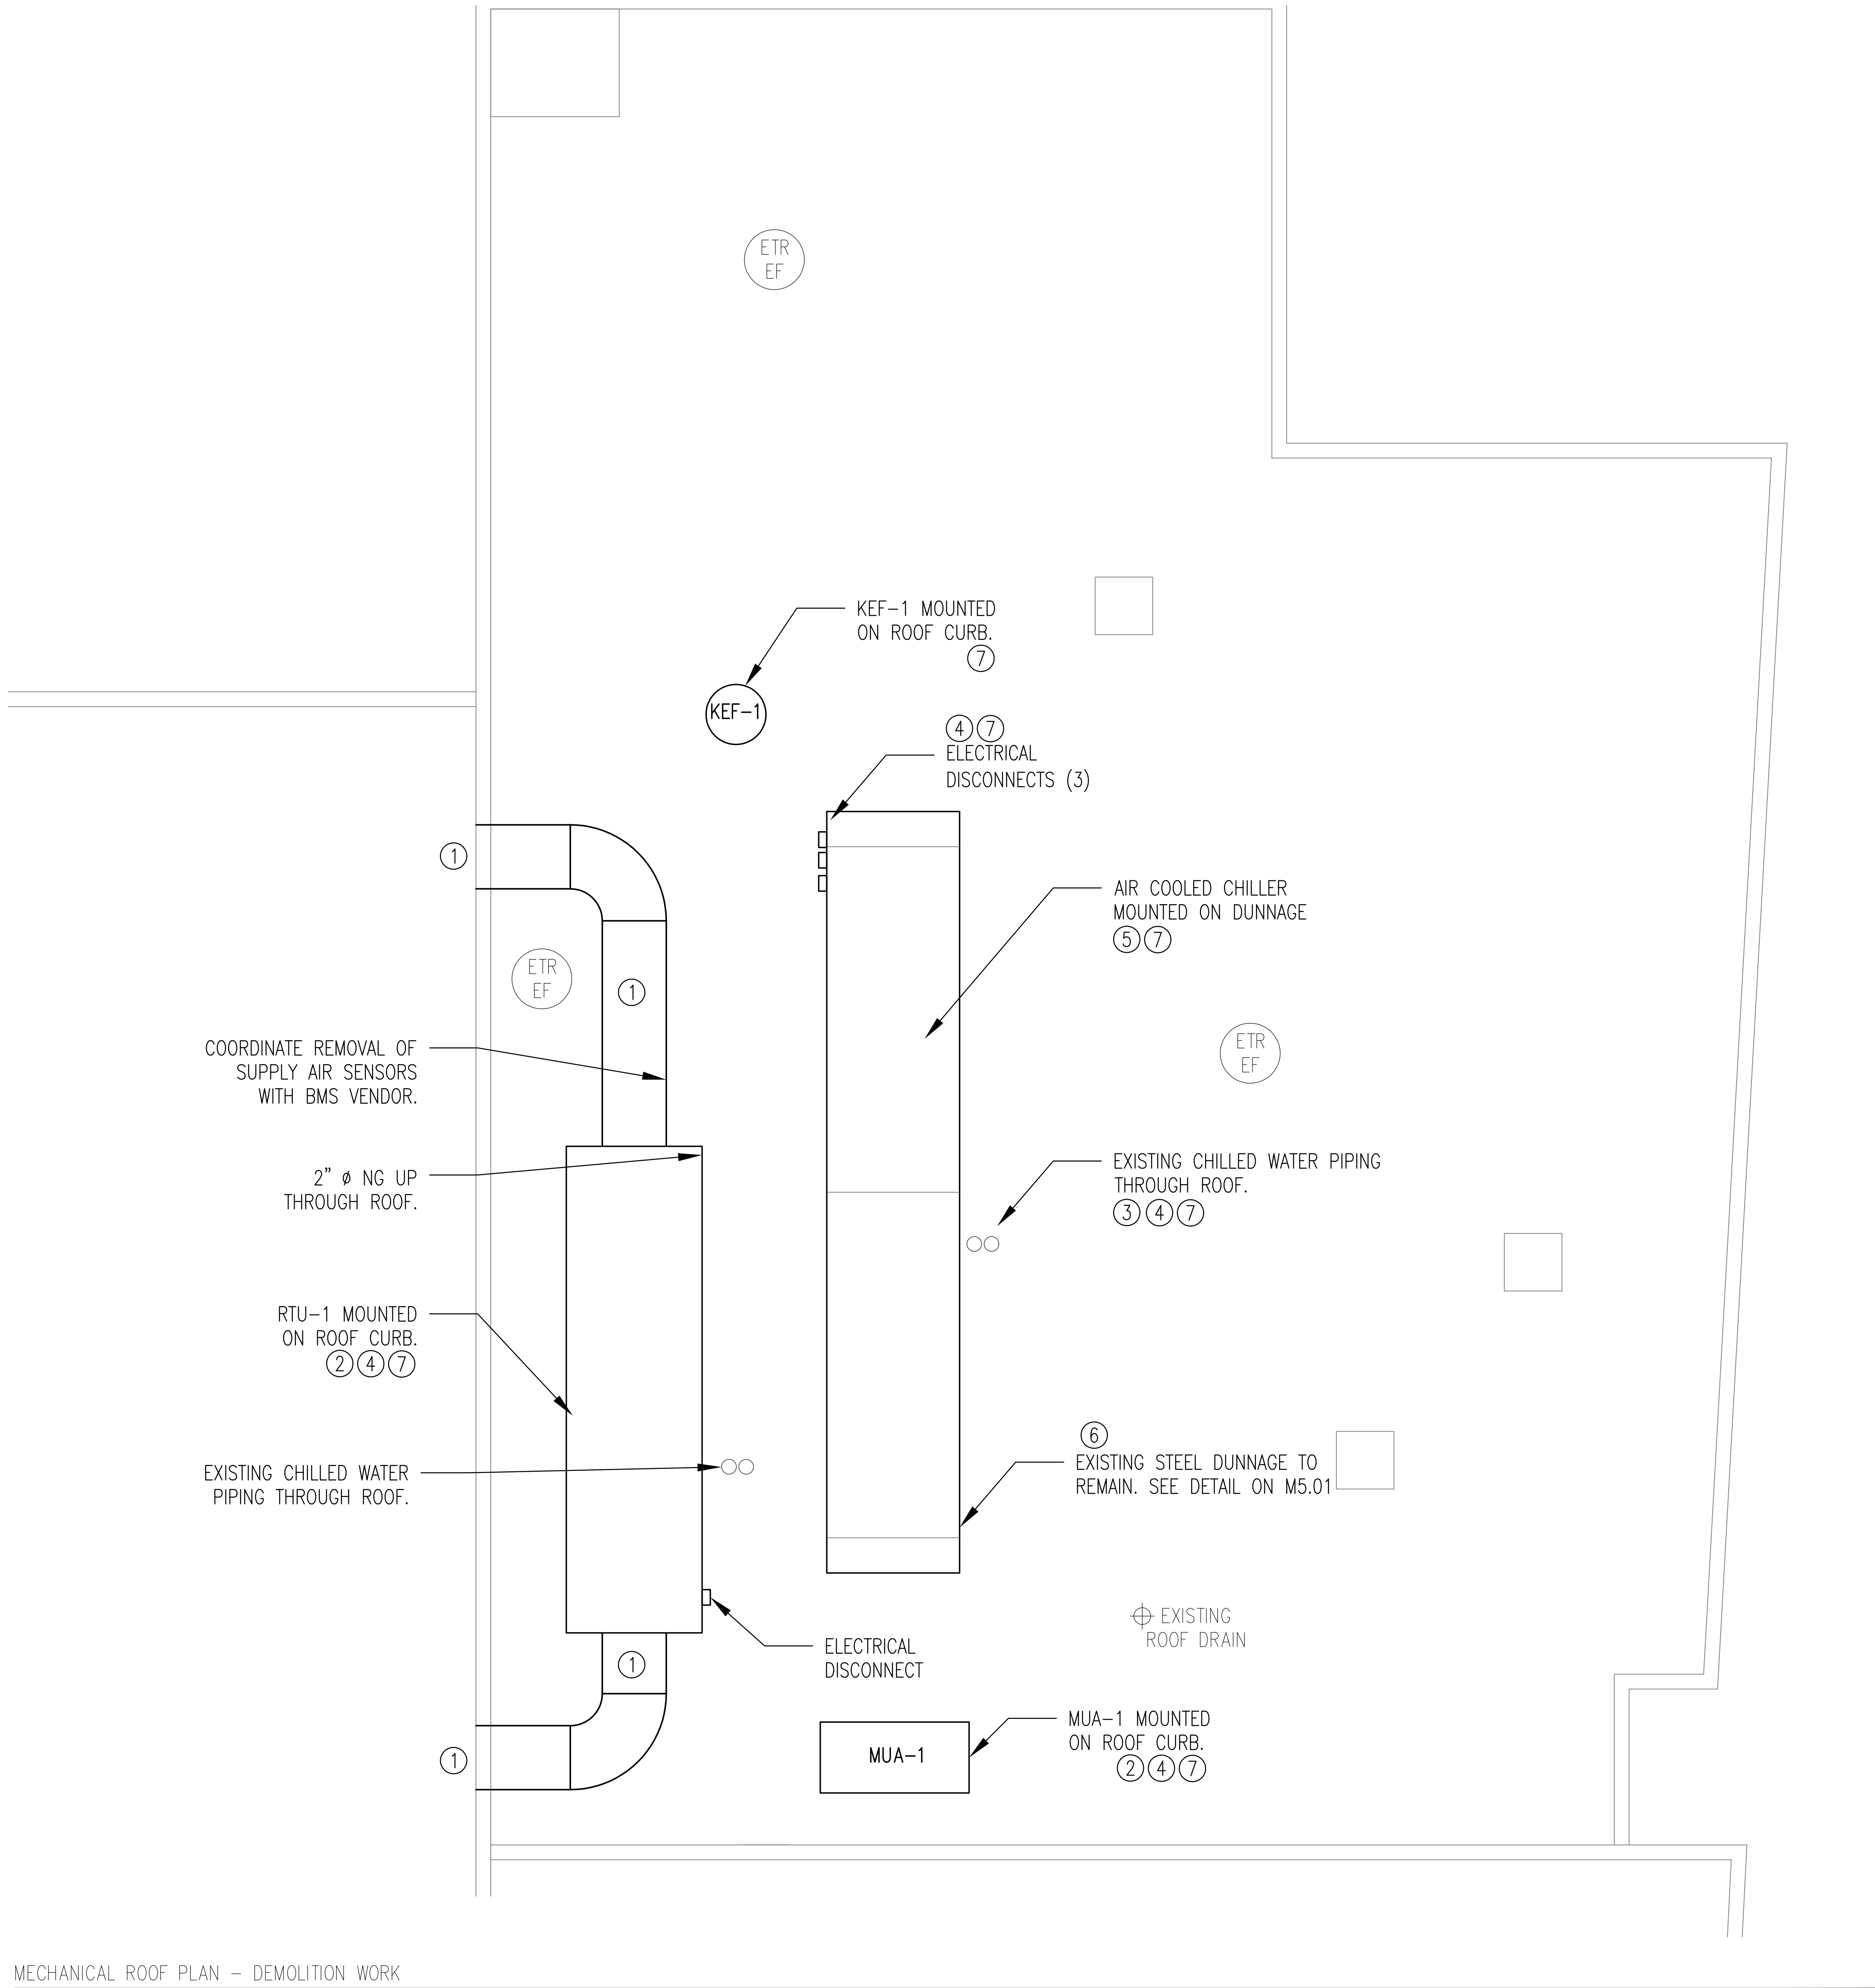 ETR
EF
KEF-1 MOUNTED
ON ROOF CURB.
7
KEF-1
4 7
ELECTRICAL
DISCONNECTS (3)
1
AIR COOLED CHILLER
MOUNTED ON DUNNAGE
5 7
ETR
EF
1
COORDINATE REMOVAL OF
SUPPLY AIR SENSORS
WITH BMS VENDOR.
ETR
EF
2" ø NG UP
THROUGH ROOF.
EXISTING CHILLED WATER PIPING
THROUGH ROOF.
3 4 7
RTU-1 MOUNTED
ON ROOF CURB.
2 4 7
6
EXISTING STEEL DUNNAGE TO
REMAIN. SEE DETAIL ON M5.01
EXISTING CHILLED WATER
PIPING THROUGH ROOF.
EXISTING
ROOF DRAIN
ELECTRICAL
DISCONNECT
1
MUA-1 MOUNTED
ON ROOF CURB.
2 4 7
MUA-1
1
MECHANICAL ROOF PLAN - DEMOLITION WORK